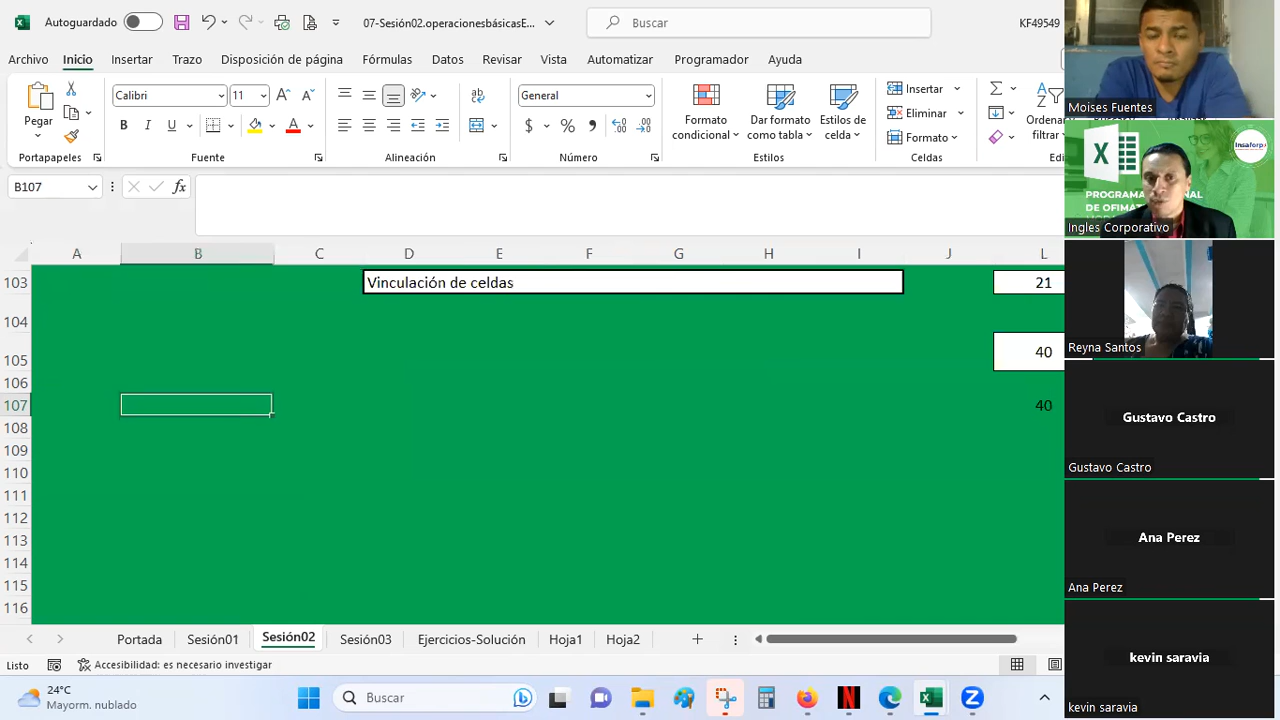 Autoguardado
07-Sesión02.operacionesbásicasE...
Buscar
KF49549
Archivo Inicio Insertar Trazo Disposición de página Fórmulas Datos Revisar Vista Automatizar Programador Ayuda
Pegar
Calibri 11
N K S
General
$ % 000
Formato condicional
Dar formato como tabla
Estilos de celda
Insertar
Eliminar
Formato
Ordenar
filtrar
Portapapeles Fuente Alineación Número Estilos Celdas
B107
fx
A B C D E F G H I J L
103 Vinculación de celdas 21
104
105 40
106
107 40
108
109
110
111
112
113
114
115
116
Portada Sesión01 Sesión02 Sesión03 Ejercicios-Solución Hoja1 Hoja2
Listo
Accesibilidad: es necesario investigar
24°C
Mayorm. nublado
Buscar
Moises Fuentes
Insaforp
Ingles Corporativo
Reyna Santos
Gustavo Castro
Gustavo Castro
Ana Perez
Ana Perez
kevin saravia
kevin saravia